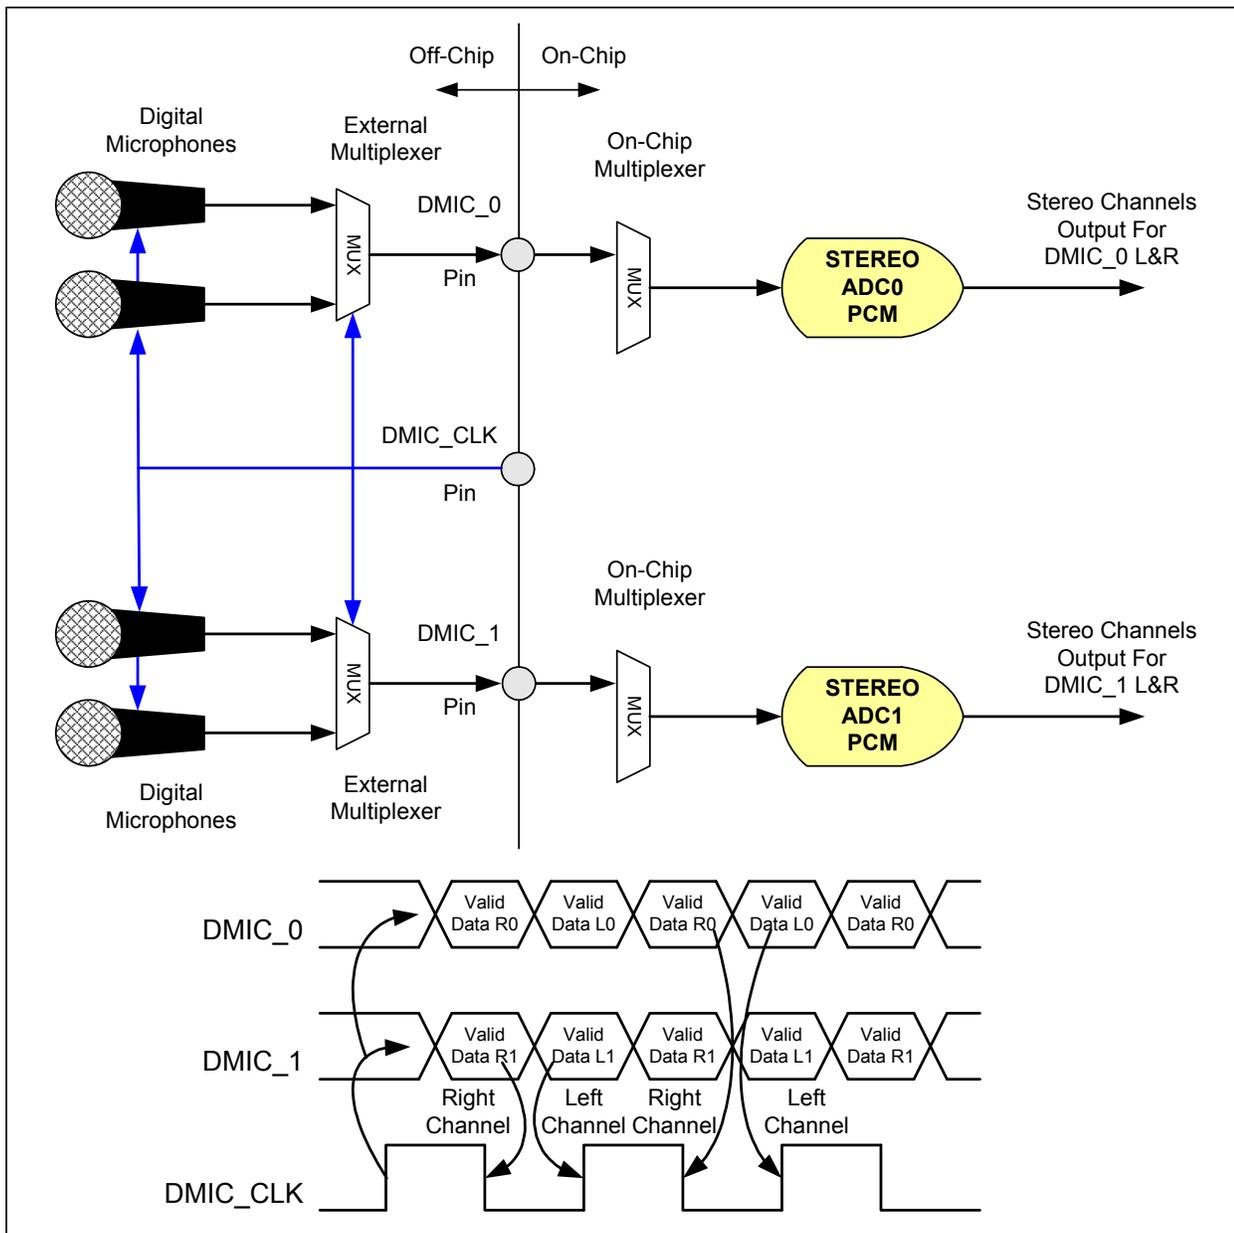 Off-Chip
On-Chip
Digital
Microphones
External
Multiplexer
On-Chip
Multiplexer
DMIC_0
MUX
Pin
MUX
STEREO
ADC0
PCM
Stereo Channels
Output For
DMIC_0 L&R
DMIC_CLK
Pin
On-Chip
Multiplexer
DMIC_1
MUX
Pin
MUX
STEREO
ADC1
PCM
Stereo Channels
Output For
DMIC_1 L&R
Digital
Microphones
External
Multiplexer
DMIC_0
Valid
Data R0
Valid
Data L0
Valid
Data R0
Valid
Data L0
Valid
Data R0
DMIC_1
Valid
Data R1
Valid
Data L1
Valid
Data R1
Valid
Data L1
Valid
Data R1
Right
Channel
Left
Channel
Right
Channel
Left
Channel
DMIC_CLK